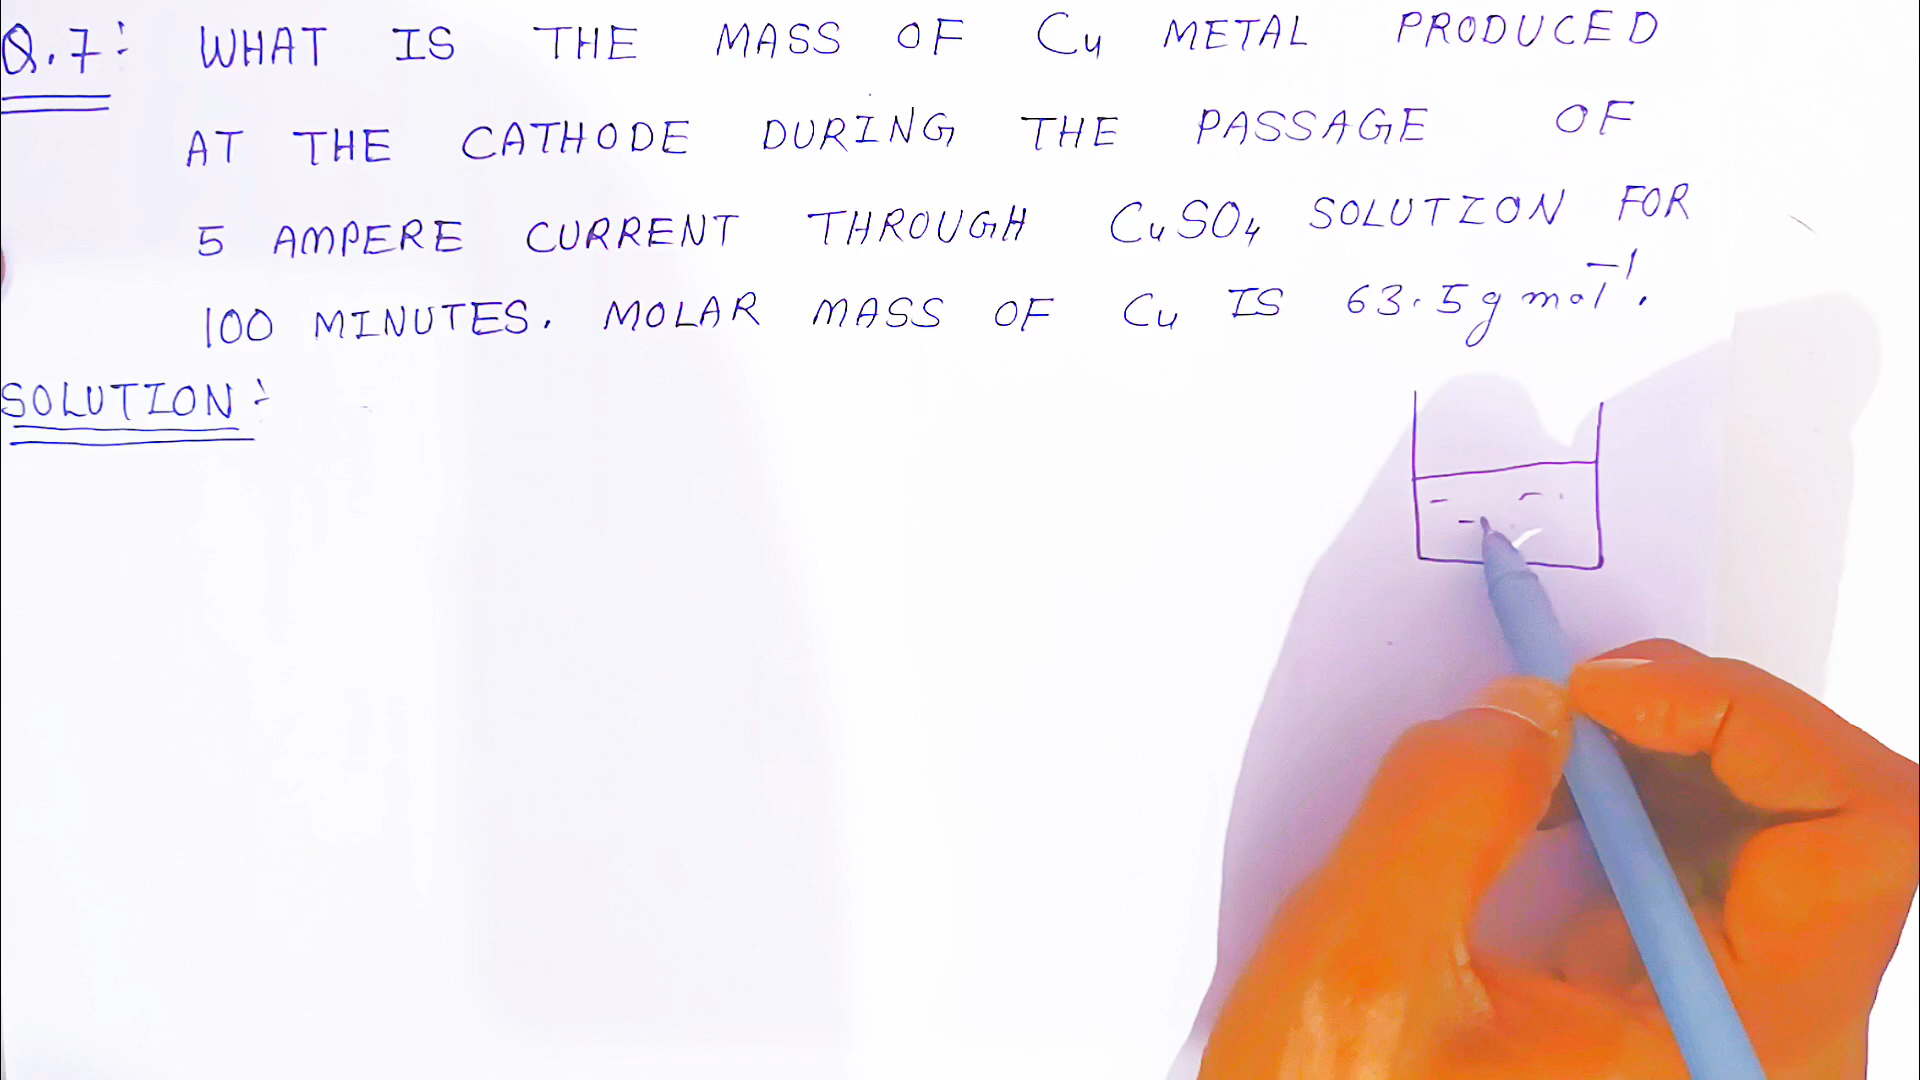 Q.7: WHAT IS THE MASS OF Cu METAL PRODUCED
AT THE CATHODE DURING THE PASSAGE OF
5 AMPERE CURRENT THROUGH CuSO₄ SOLUTION FOR
100 MINUTES. MOLAR MASS OF Cu IS 63.5 g mol⁻¹.
SOLUTION: